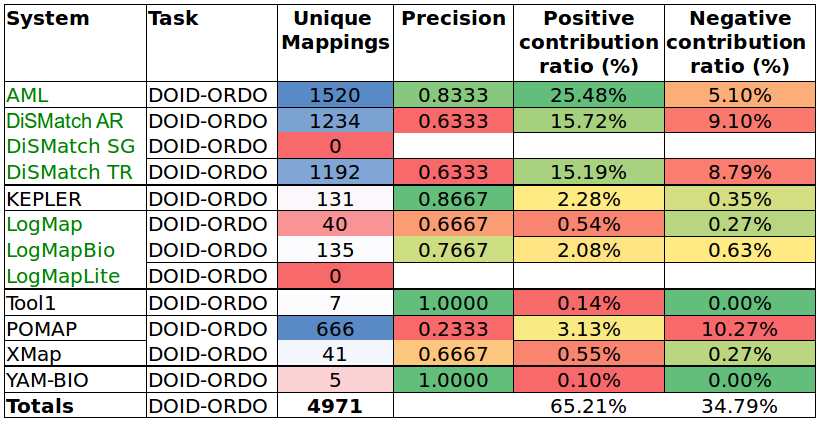 System Task Unique Precision Positive Negative
Mappings contribution contribution
ratio (%) ratio (%)
AML DOID-ORDO 1520 0.8333 25.48% 5.10%
DiSMatch AR DOID-ORDO 1234 0.6333 15.72% 9.10%
DiSMatch SG DOID-ORDO 0
DiSMatch TR DOID-ORDO 1192 0.6333 15.19% 8.79%
KEPLER DOID-ORDO 131 0.8667 2.28% 0.35%
LogMap DOID-ORDO 40 0.6667 0.54% 0.27%
LogMapBio DOID-ORDO 135 0.7667 2.08% 0.63%
LogMapLite DOID-ORDO 0
Tool1 DOID-ORDO 7 1.0000 0.14% 0.00%
POMAP DOID-ORDO 666 0.2333 3.13% 10.27%
XMap DOID-ORDO 41 0.6667 0.55% 0.27%
YAM-BIO DOID-ORDO 5 1.0000 0.10% 0.00%
Totals DOID-ORDO 4971 65.21% 34.79%